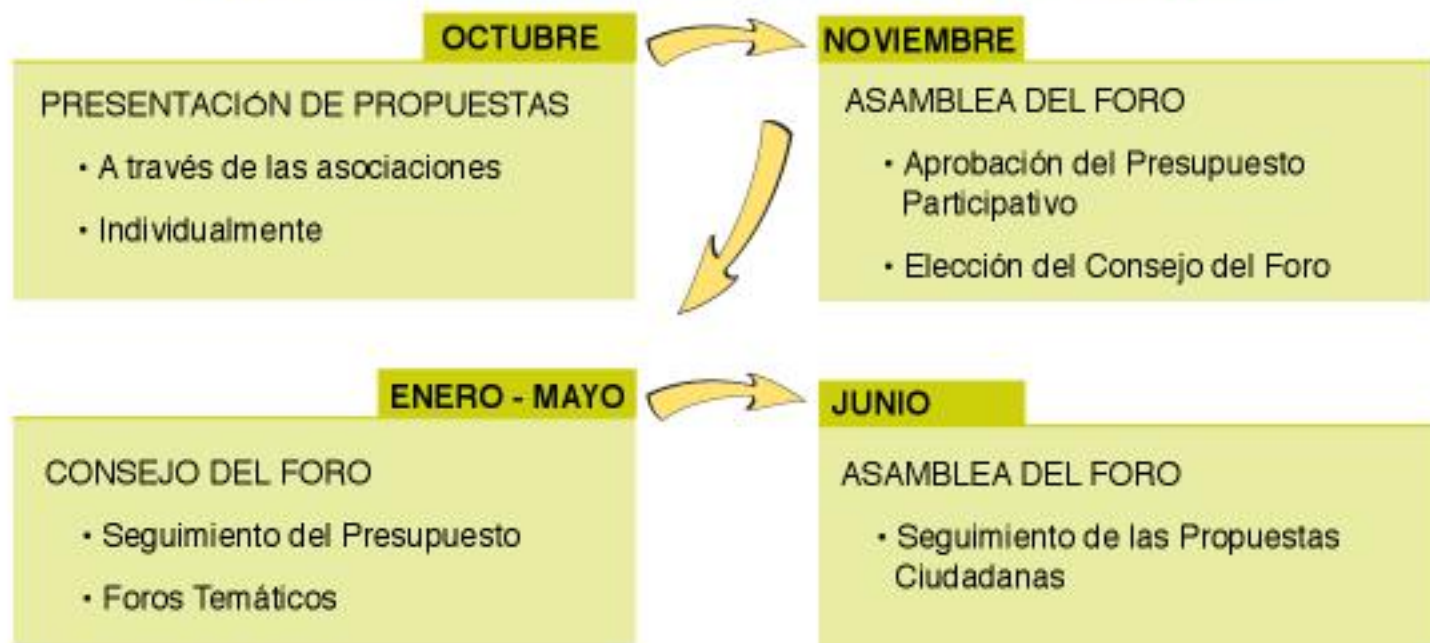 OCTUBRE
PRESENTACIÓN DE PROPUESTAS
• A través de las asociaciones
• Individualmente
NOVIEMBRE
ASAMBLEA DEL FORO
• Aprobación del Presupuesto
Participativo
• Elección del Consejo del Foro
ENERO - MAYO
CONSEJO DEL FORO
• Seguimiento del Presupuesto
• Foros Temáticos
JUNIO
ASAMBLEA DEL FORO
• Seguimiento de las Propuestas
Ciudadanas